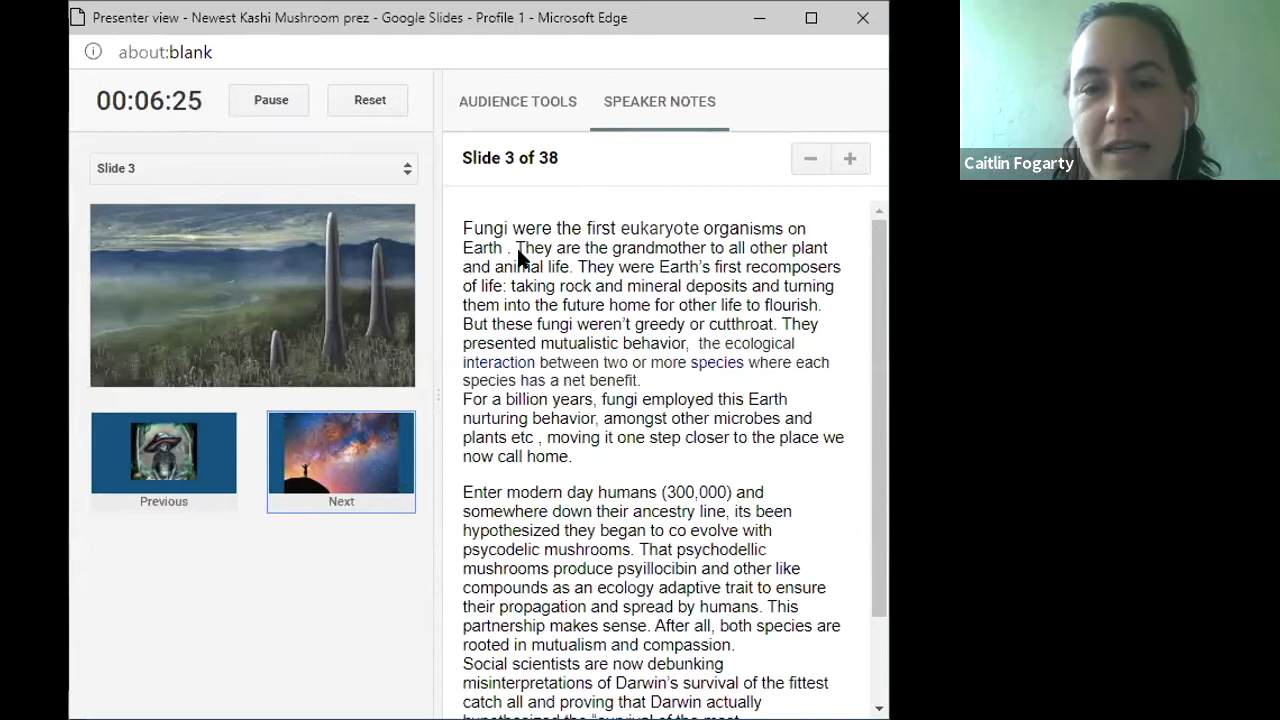 Presenter view - Newest Kashi Mushroom prez - Google Slides - Profile 1 - Microsoft Edge
about:blank
00:06:25
Pause
Reset
AUDIENCE TOOLS
SPEAKER NOTES
Slide 3
Slide 3 of 38
Previous
Next
Fungi were the first eukaryote organisms on
Earth . They are the grandmother to all other plant
and animal life. They were Earth's first recomposers
of life: taking rock and mineral deposits and turning
them into the future home for other life to flourish.
But these fungi weren't greedy or cutthroat. They
presented mutualistic behavior,  the ecological
interaction between two or more species where each
species has a net benefit.
For a billion years, fungi employed this Earth
nurturing behavior, amongst other microbes and
plants etc , moving it one step closer to the place we
now call home.
Enter modern day humans (300,000) and
somewhere down their ancestry line, its been
hypothesized they began to co evolve with
psycodelic mushrooms. That psychodellic
mushrooms produce psyillocibin and other like
compounds as an ecology adaptive trait to ensure
their propagation and spread by humans. This
partnership makes sense. After all, both species are
rooted in mutualism and compassion.
Social scientists are now debunking
misinterpretations of Darwin's survival of the fittest
catch all and proving that Darwin actually
hypothesized the "survival of the most
Caitlin Fogarty